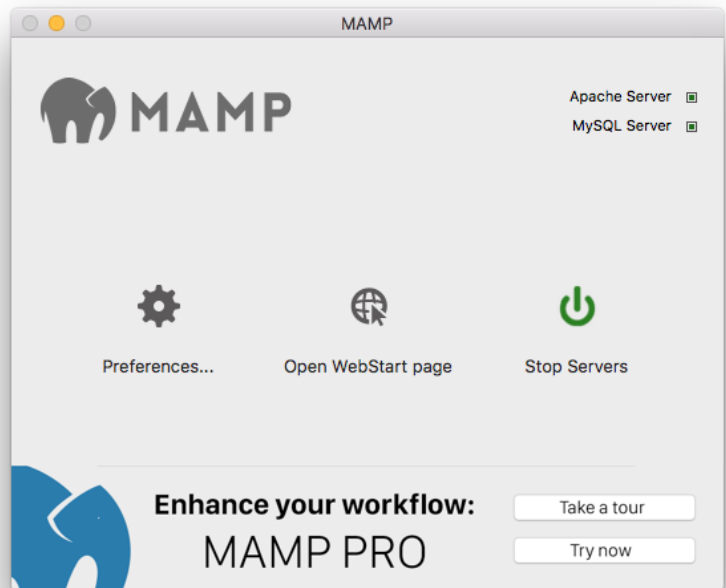 MAMP
MAMP
Apache Server
MySQL Server
Preferences...
Open WebStart page
Stop Servers
Enhance your workflow:
MAMP PRO
Take a tour
Try now